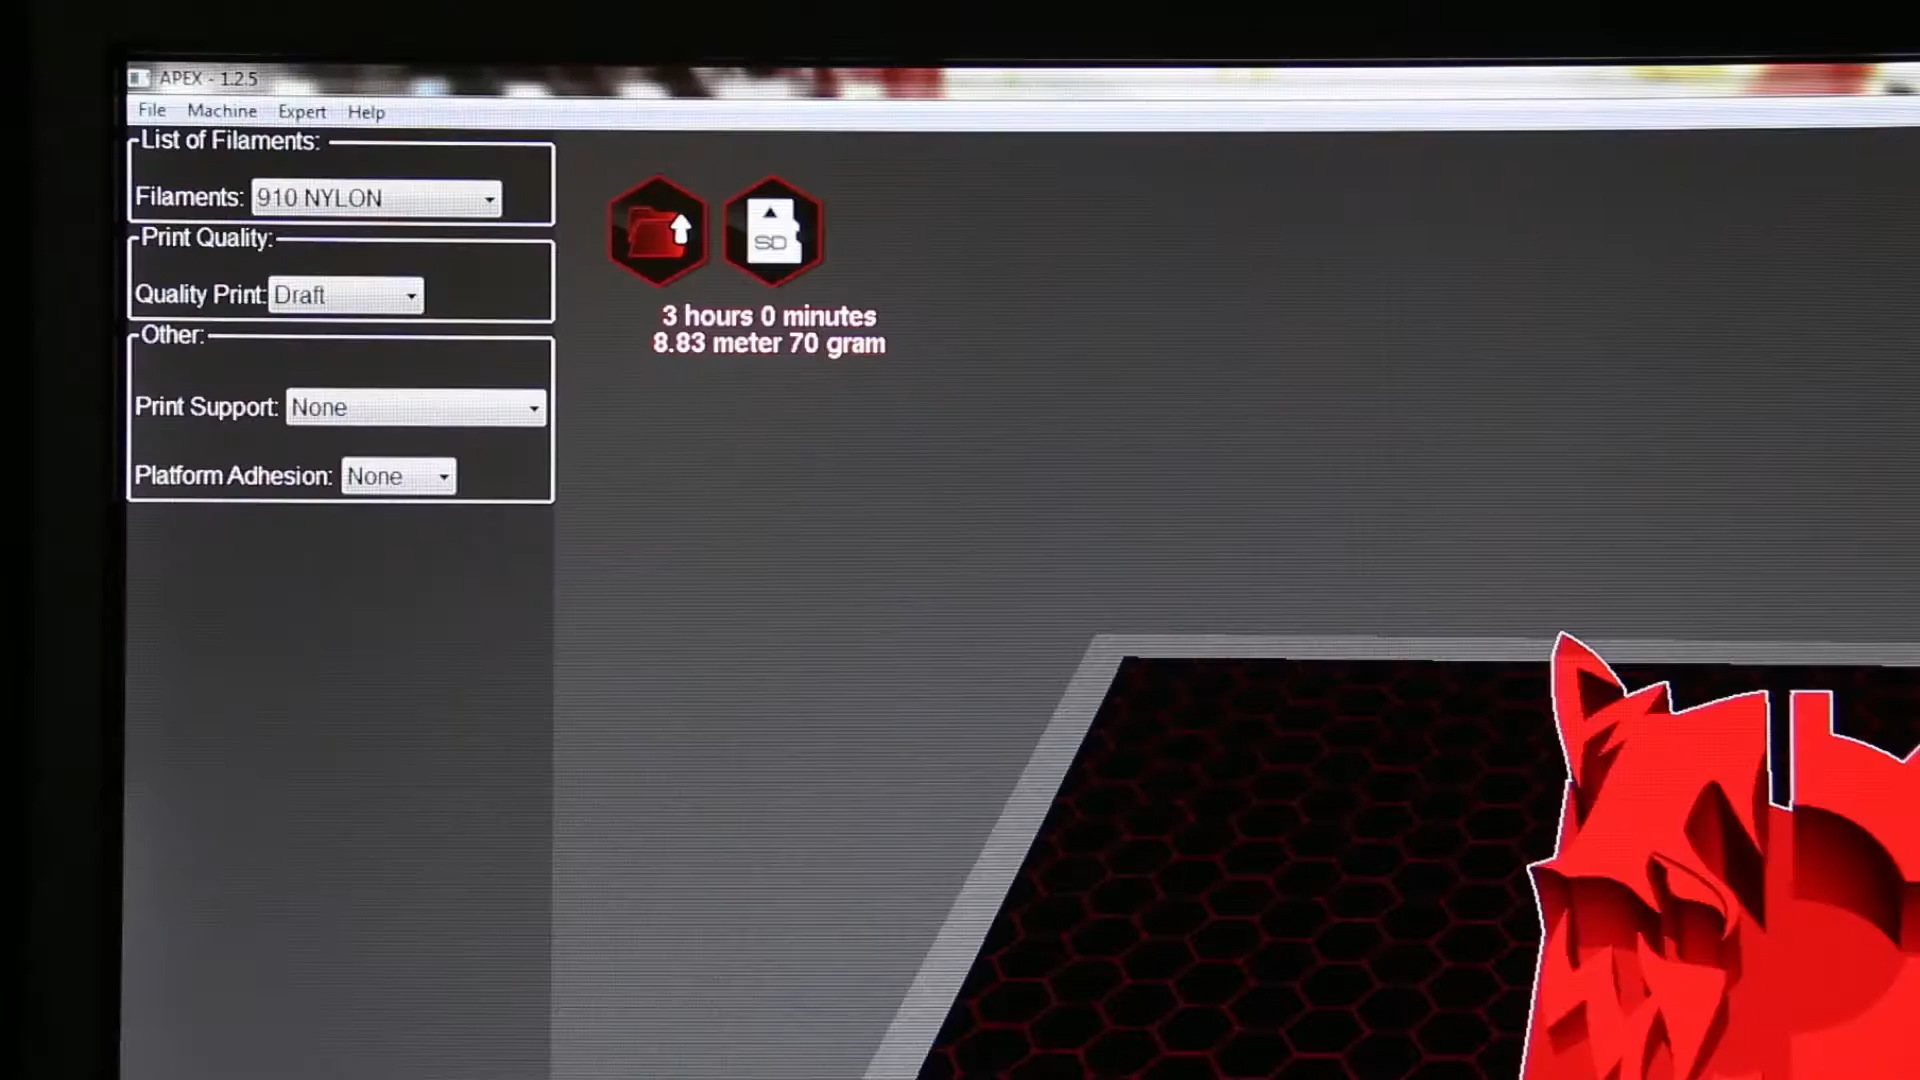 APEX - 1.2.5
File Machine Expert Help
List of Filaments:
Filaments: 910 NYLON
Print Quality:
Quality Print: Draft
Other:
Print Support: None
Platform Adhesion: None
SD
3 hours 0 minutes
8.83 meter 70 gram